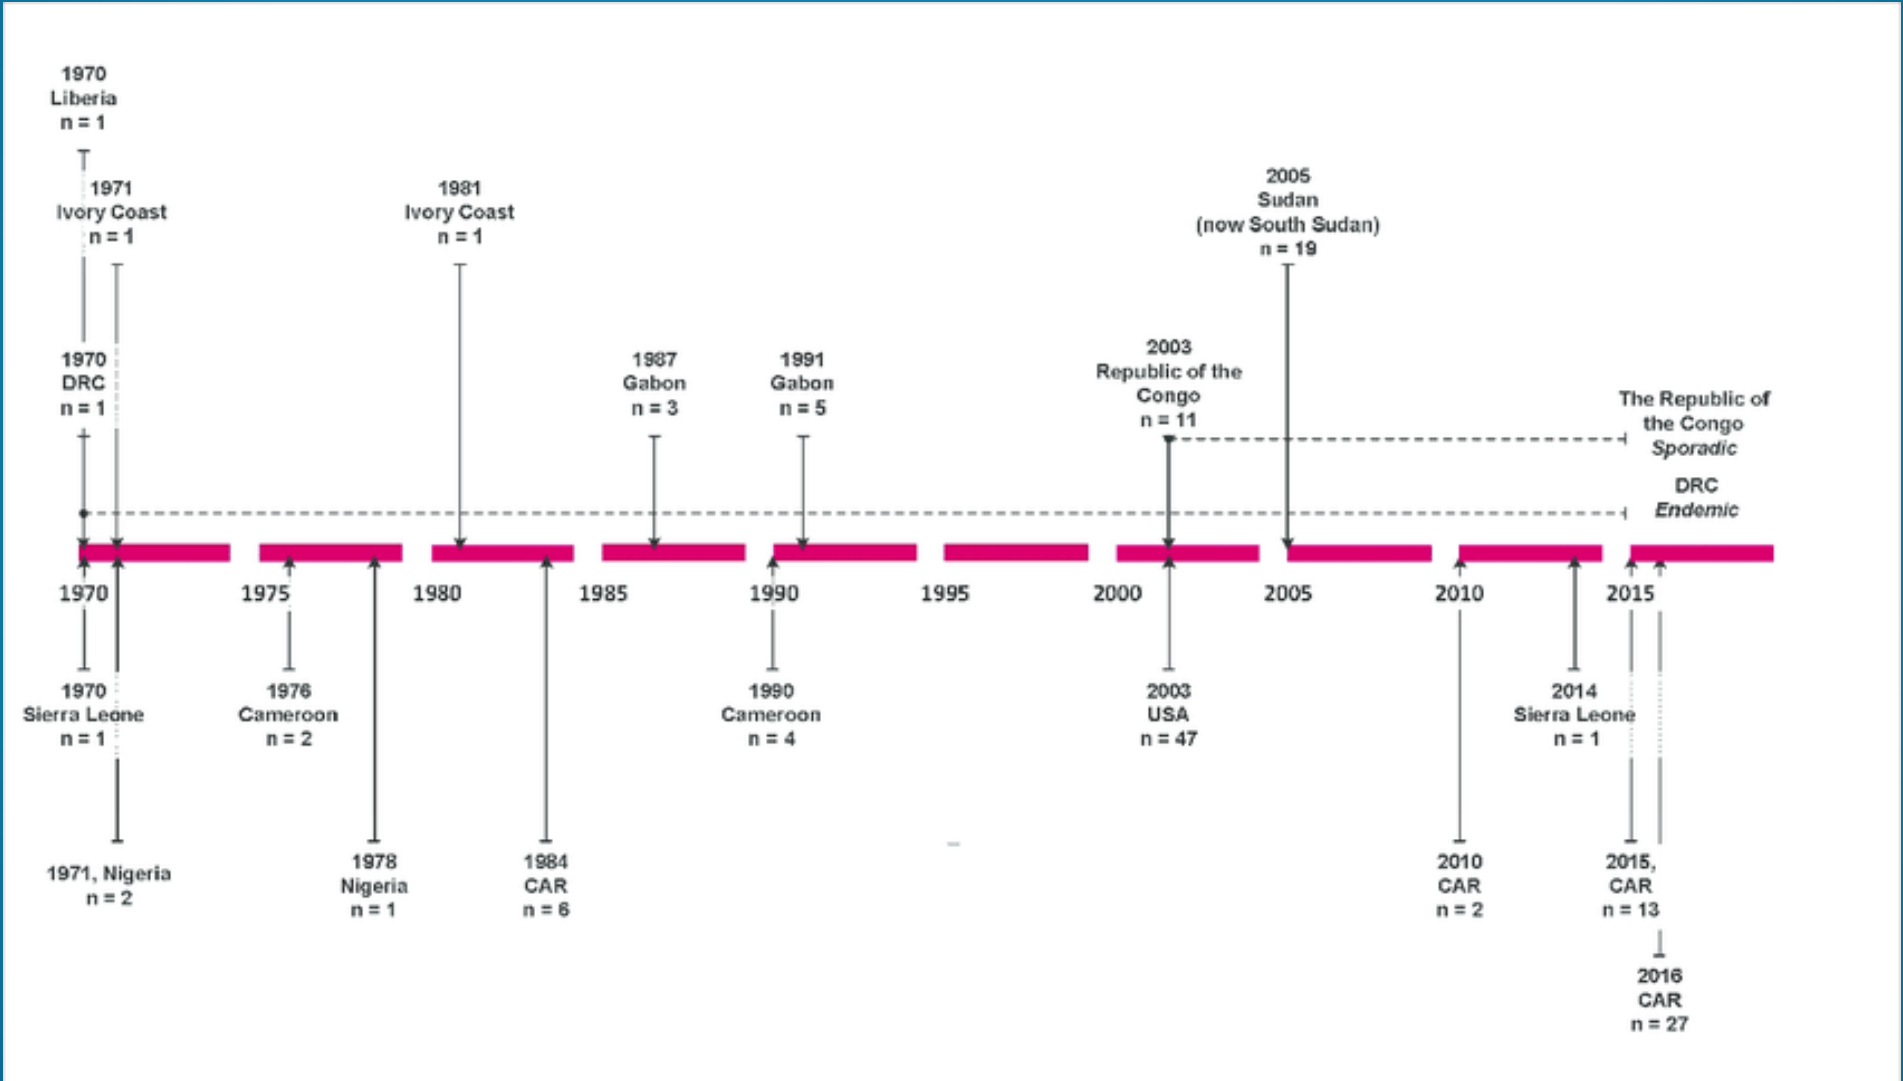 1970
Liberia
n = 1
1971
Ivory Coast
n = 1
1981
Ivory Coast
n = 1
2005
Sudan
(now South Sudan)
n = 19
1970
DRC
n = 1
1987
Gabon
n = 3
1991
Gabon
n = 5
2003
Republic of the
Congo
n = 11
The Republic of
the Congo
Sporadic
DRC
Endemic
1970
1975
1980
1985
1990
1995
2000
2005
2010
2015
1970
Sierra Leone
n = 1
1976
Cameroon
n = 2
1990
Cameroon
n = 4
2003
USA
n = 47
2014
Sierra Leone
n = 1
1971, Nigeria
n = 2
1978
Nigeria
n = 1
1984
CAR
n = 6
2010
CAR
n = 2
2015,
CAR
n = 13
2016
CAR
n = 27